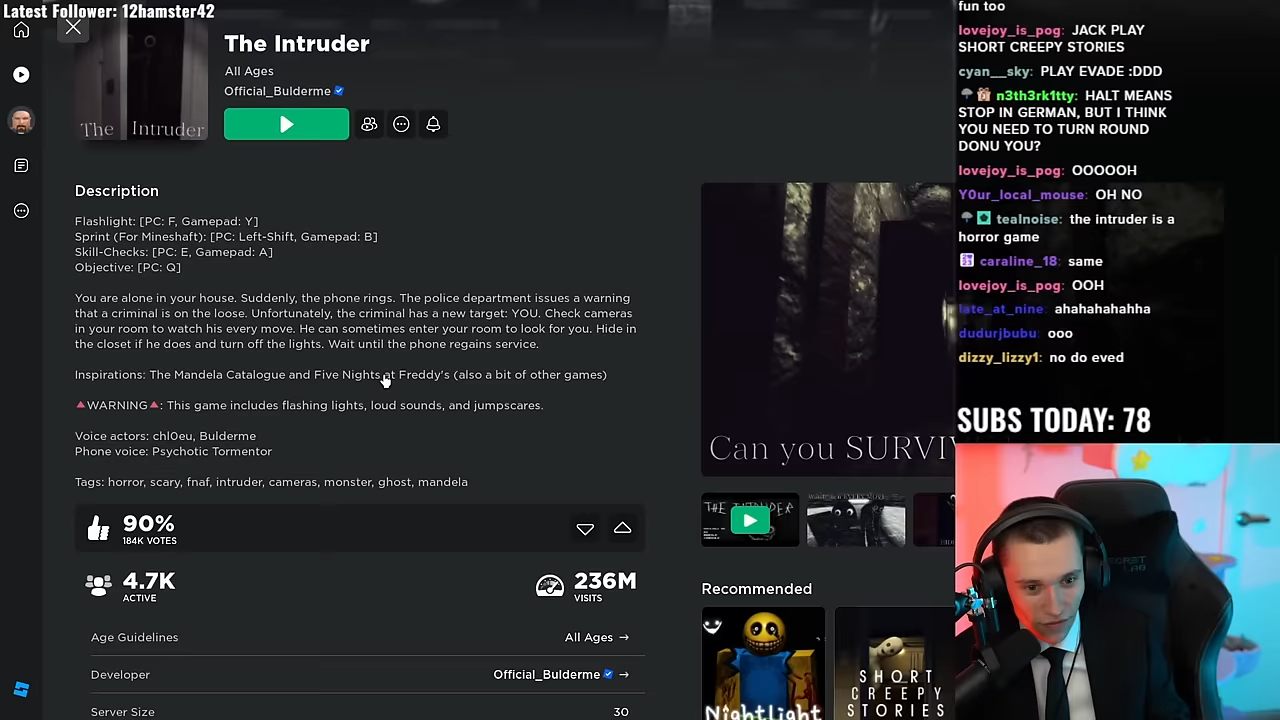 Latest Follower: 12hamster42
The Intruder
The Intruder
All Ages
Official_Bulderme
Description
Flashlight: [PC: F, Gamepad: Y]
Sprint (For Mineshaft): [PC: Left-Shift, Gamepad: B]
Skill-Checks: [PC: E, Gamepad: A]
Objective: [PC: Q]
You are alone in your house. Suddenly, the phone rings. The police department issues a warning
that a criminal is on the loose. Unfortunately, the criminal has a new target: YOU. Check cameras
in your room to watch his every move. He can sometimes enter your room to look for you. Hide in
the closet if he does and turn off the lights. Wait until the phone regains service.
Inspirations: The Mandela Catalogue and Five Nights at Freddy's (also a bit of other games)
🔺WARNING🔺: This game includes flashing lights, loud sounds, and jumpscares.
Voice actors: chl0eu, Bulderme
Phone voice: Psychotic Tormentor
Tags: horror, scary, fnaf, intruder, cameras, monster, ghost, mandela
90%
184K VOTES
4.7K
ACTIVE
236M
VISITS
Age Guidelines
All Ages →
Developer
Official_Bulderme →
Server Size
30
Can you SURVIV
THE INTRUDER
Recommended
Nightlight
SHORT
CREEPY
STORIES
fun too
lovejoy_is_pog: JACK PLAY
SHORT CREEPY STORIES
cyan__sky: PLAY EVADE :DDD
n3th3rk1tty: HALT MEANS
STOP IN GERMAN, BUT I THINK
YOU NEED TO TURN ROUND
DONU YOU?
lovejoy_is_pog: OOOOOH
Y0ur_local_mouse: OH NO
tealnoise: the intruder is a
horror game
caraline_18: same
lovejoy_is_pog: OOH
late_at_nine: ahahahahahha
dudurjbubu: ooo
dizzy_lizzy1: no do eved
SUBS TODAY: 78
SECRET
LAB